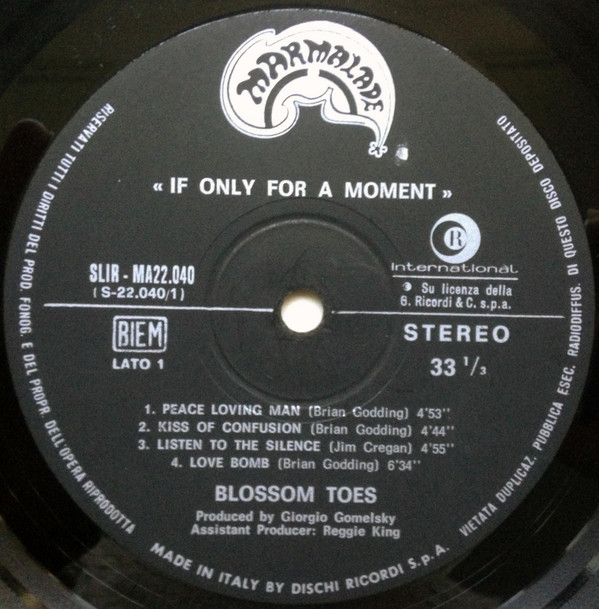 MARMALADE
« IF ONLY FOR A MOMENT »
R
international
SLIR - MA22.040
( S-22.040/1 )
℗ Su licenza della
G. Ricordi & C. s.p.a.
BIEM
LATO 1
STEREO
33 1/3
1. PEACE LOVING MAN (Brian Godding) 4'53''
2. KISS OF CONFUSION (Brian Godding) 4'44''
3. LISTEN TO THE SILENCE (Jim Cregan) 4'55''
4. LOVE BOMB (Brian Godding) 6'34''
BLOSSOM TOES
Produced by Giorgio Gomelsky
Assistant Producer: Reggie King
RISERVATI TUTTI I DIRITTI DEL PROD. FONOG. E DEL PROPR. DELL'OPERA RIPRODOTTA
MADE IN ITALY BY DISCHI RICORDI S.p.A.
VIETATA DUPLICAZ. PUBBLICA ESEC. RADIODIFFUS. DI QUESTO DISCO DEPOSITATO